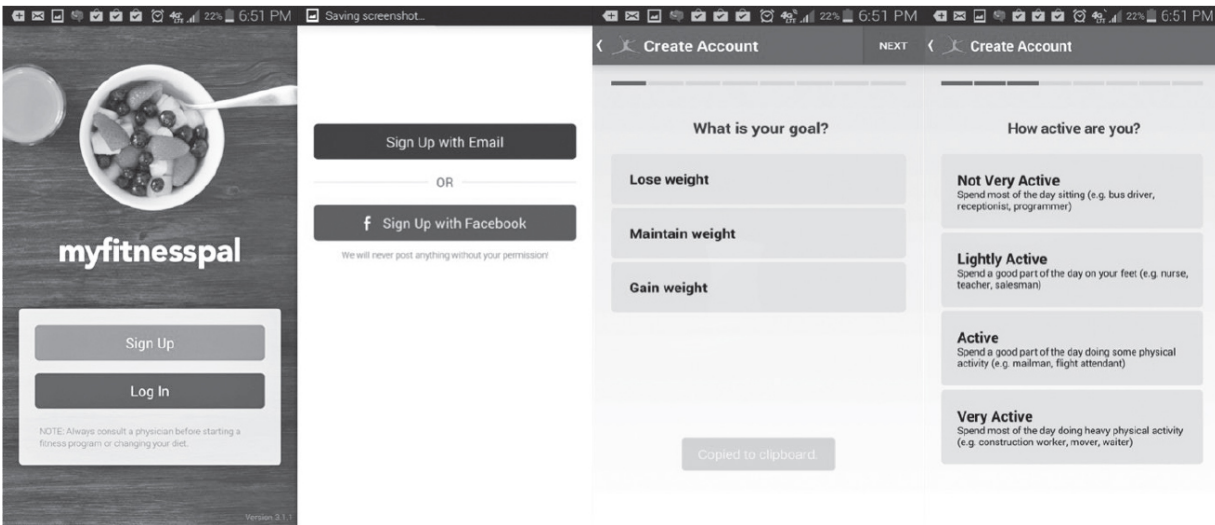 22% 6:51 PM
myfitnesspal
Sign Up
Log In
NOTE: Always consult a physician before starting a
fitness program or changing your diet.
Version 3.1.1
Saving screenshot...
Sign Up with Email
OR
f Sign Up with Facebook
We will never post anything without your permission!
4G LTE 22% 6:51 PM
Create Account NEXT
What is your goal?
Lose weight
Maintain weight
Gain weight
Copied to clipboard.
4G LTE 22% 6:51 PM
Create Account
How active are you?
Not Very Active
Spend most of the day sitting (e.g. bus driver,
receptionist, programmer)
Lightly Active
Spend a good part of the day on your feet (e.g. nurse,
teacher, salesman)
Active
Spend a good part of the day doing some physical
activity (e.g. mailman, flight attendant)
Very Active
Spend most of the day doing heavy physical activity
(e.g. construction worker, mover, waiter)